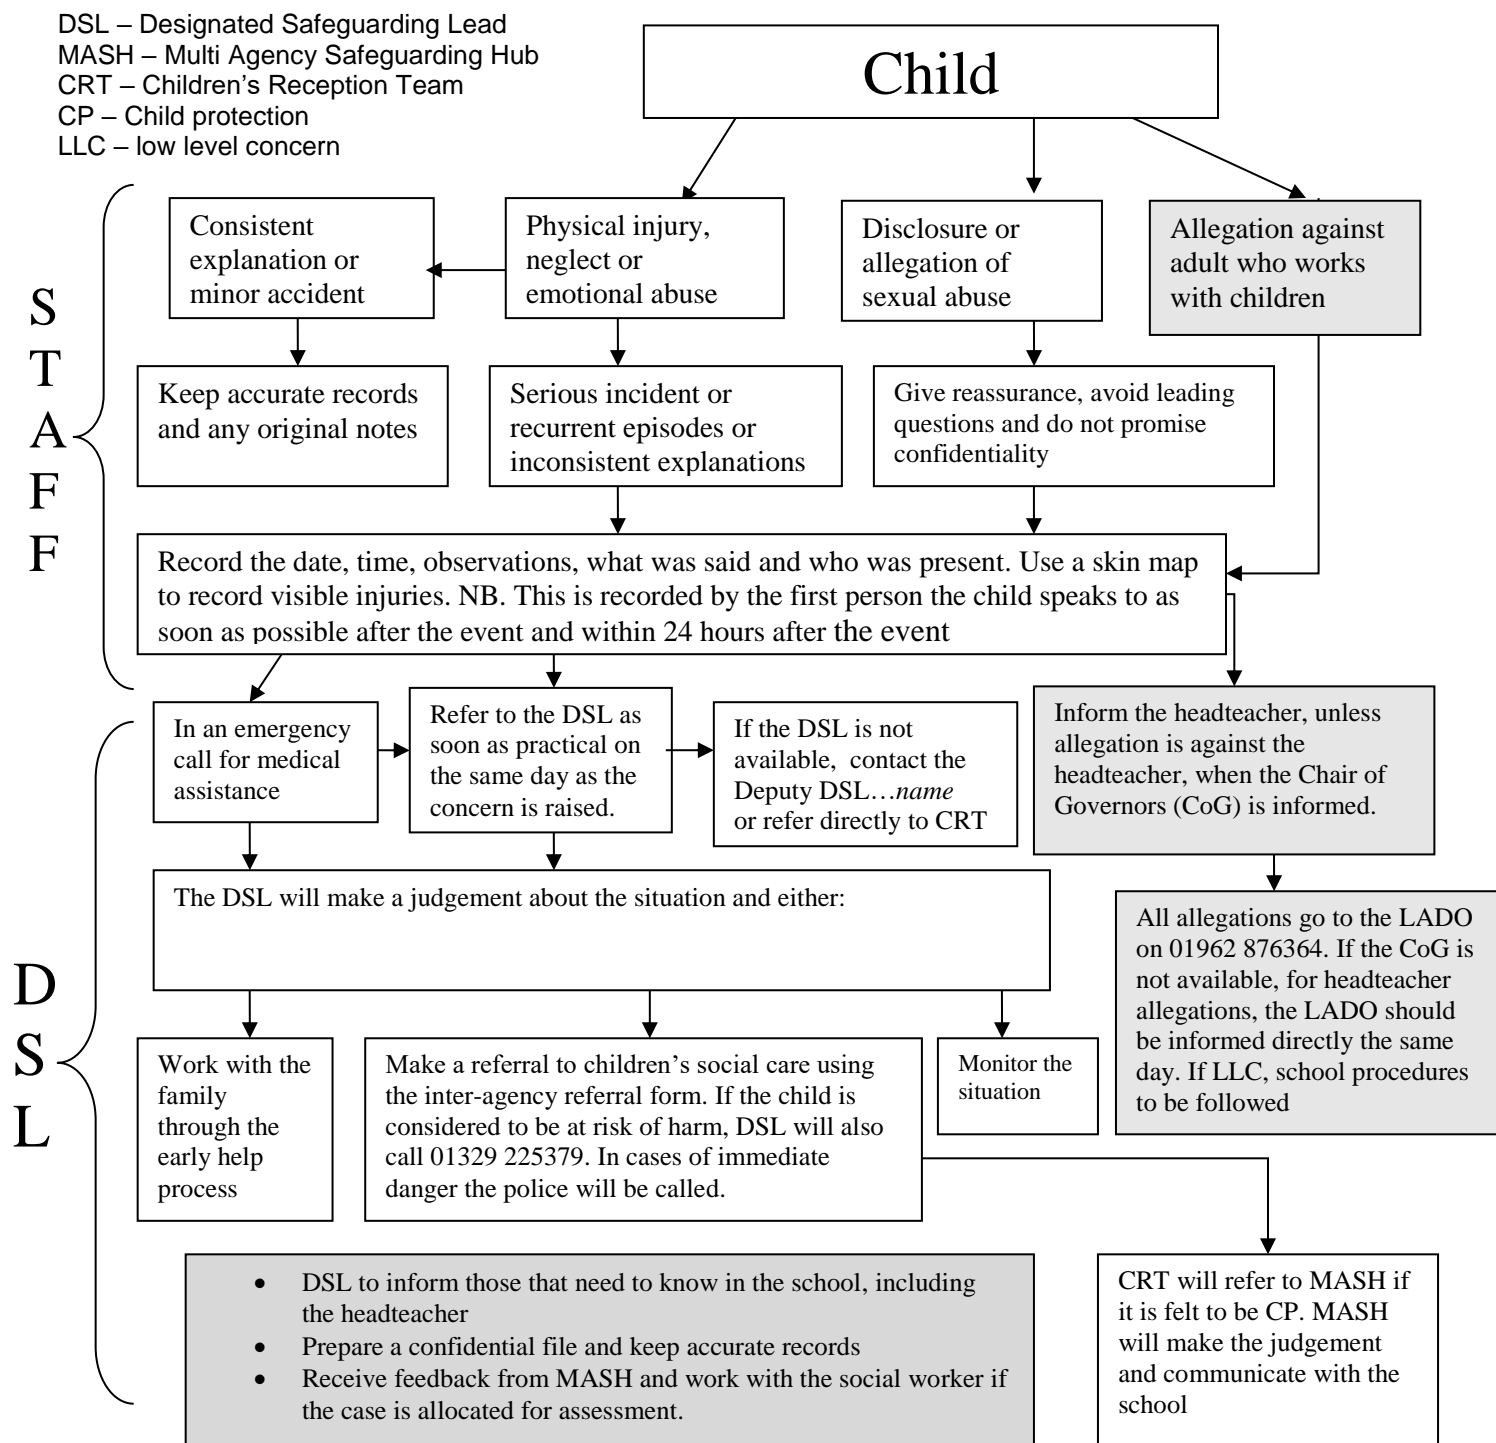 DSL – Designated Safeguarding Lead
MASH – Multi Agency Safeguarding Hub
CRT – Children's Reception Team
CP – Child protection
LLC – low level concern
Child
S
T
A
F
F
Consistent
explanation or
minor accident
Physical injury,
neglect or
emotional abuse
Disclosure or
allegation of
sexual abuse
Allegation against
adult who works
with children
Keep accurate records
and any original notes
Serious incident or
recurrent episodes or
inconsistent explanations
Give reassurance, avoid leading
questions and do not promise
confidentiality
Record the date, time, observations, what was said and who was present. Use a skin map
to record visible injuries. NB. This is recorded by the first person the child speaks to as
soon as possible after the event and within 24 hours after the event
In an emergency
call for medical
assistance
Refer to the DSL as
soon as practical on
the same day as the
concern is raised.
If the DSL is not
available, contact the
Deputy DSL…name
or refer directly to CRT
Inform the headteacher, unless
allegation is against the
headteacher, when the Chair of
Governors (CoG) is informed.
D
S
L
The DSL will make a judgement about the situation and either:
All allegations go to the LADO
on 01962 876364. If the CoG is
not available, for headteacher
allegations, the LADO should
be informed directly the same
day. If LLC, school procedures
to be followed
Work with the
family
through the
early help
process
Make a referral to children's social care using
the inter-agency referral form. If the child is
considered to be at risk of harm, DSL will also
call 01329 225379. In cases of immediate
danger the police will be called.
Monitor the
situation
• DSL to inform those that need to know in the school, including
the headteacher
• Prepare a confidential file and keep accurate records
• Receive feedback from MASH and work with the social worker if
the case is allocated for assessment.
CRT will refer to MASH if
it is felt to be CP. MASH
will make the judgement
and communicate with the
school